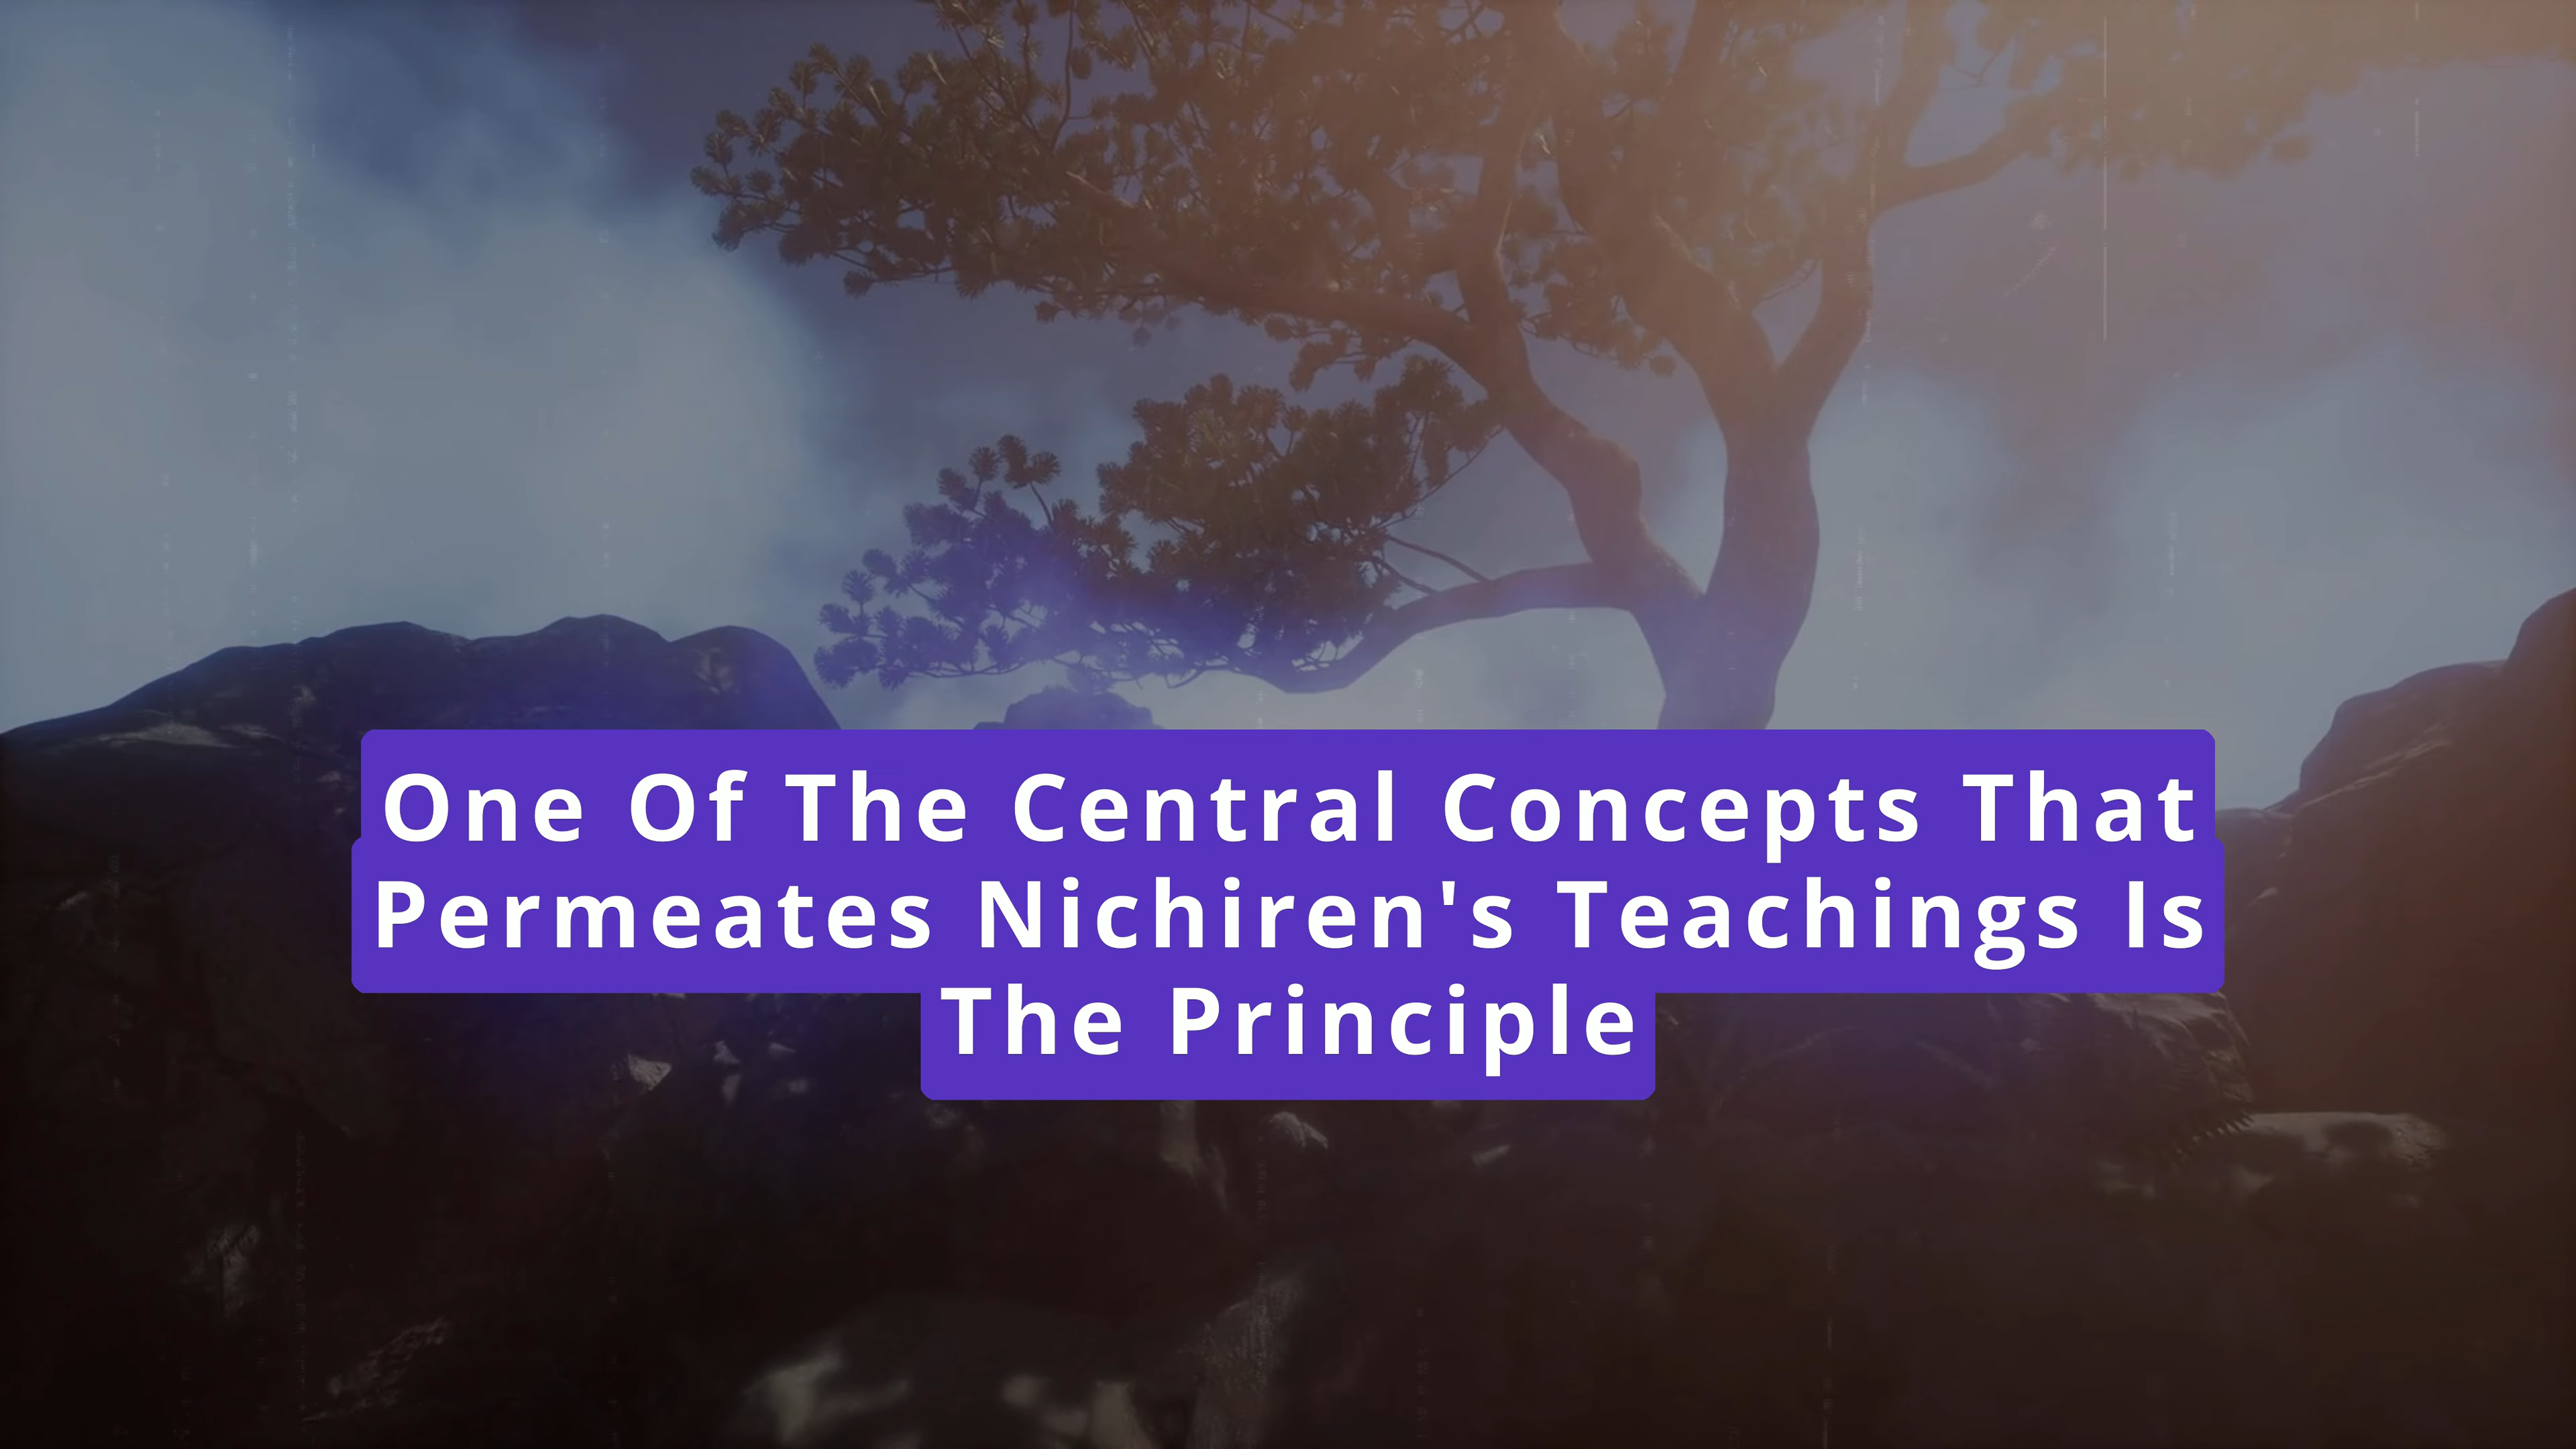 One Of The Central Concepts That
Permeates Nichiren's Teachings Is
The Principle